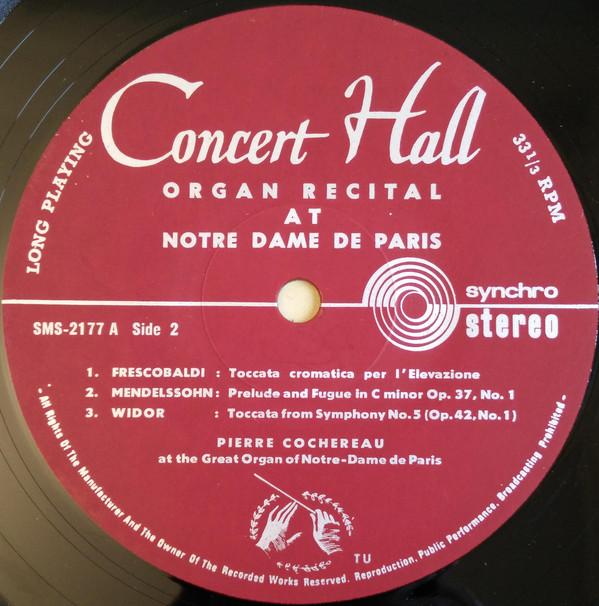 Concert Hall
LONG PLAYING
33 1/3 RPM
ORGAN RECITAL
AT
NOTRE DAME DE PARIS
synchro
stereo
SMS-2177 A Side 2
1. FRESCOBALDI : Toccata cromatica per l'Elevazione
2. MENDELSSOHN : Prelude and Fugue in C minor Op. 37, No. 1
3. WIDOR : Toccata from Symphony No. 5 (Op. 42, No. 1)
PIERRE COCHEREAU
at the Great Organ of Notre-Dame de Paris
TU
- All Rights Of The Manufacturer And The Owner Of The Recorded Works Reserved. Reproduction, Public Performance, Broadcasting Prohibited -